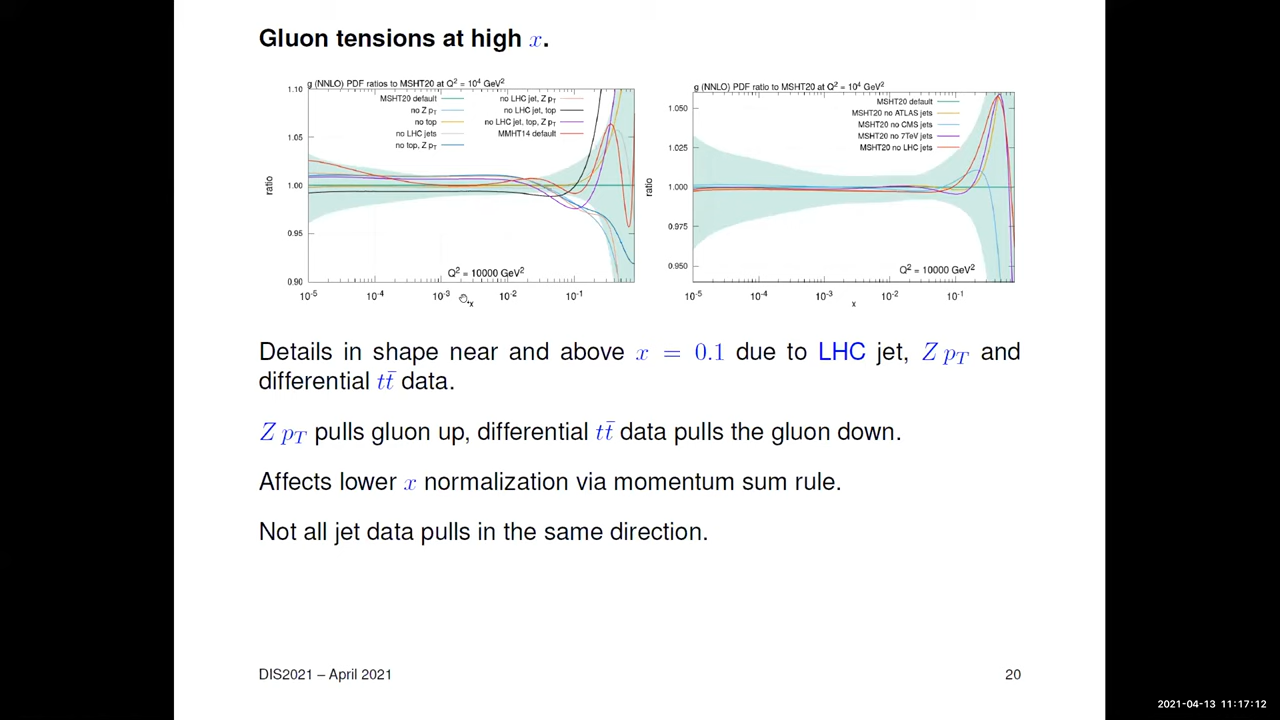 Gluon tensions at high x.
g (NNLO) PDF ratios to MSHT20 at Q² = 10⁴ GeV²
1.10
1.05
1.00
0.95
0.90
ratio
MSHT20 default
no Z p_T
no top
no LHC jets
no top, Z p_T
no LHC jet, Z p_T
no LHC jet, top
no LHC jet, top, Z p_T
MMHT14 default
Q² = 10000 GeV²
10⁻⁵ 10⁻⁴ 10⁻³ 10⁻² 10⁻¹
x
g (NNLO) PDF ratio to MSHT20 at Q² = 10⁴ GeV²
1.050
1.025
1.000
0.975
0.950
ratio
MSHT20 default
MSHT20 no ATLAS jets
MSHT20 no CMS jets
MSHT20 no 7TeV jets
MSHT20 no LHC jets
Q² = 10000 GeV²
10⁻⁵ 10⁻⁴ 10⁻³ 10⁻² 10⁻¹
x
Details in shape near and above x = 0.1 due to LHC jet, Z p_T and
differential tt̄ data.
Z p_T pulls gluon up, differential tt̄ data pulls the gluon down.
Affects lower x normalization via momentum sum rule.
Not all jet data pulls in the same direction.
DIS2021 – April 2021
20
2021-04-13 11:17:12